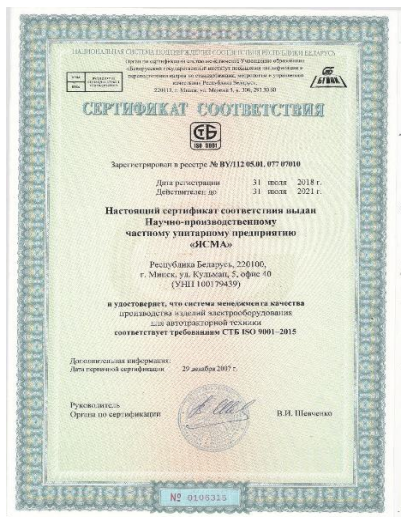 НАЦИОНАЛЬНАЯ СИСТЕМА ПОДТВЕРЖДЕНИЯ СООТВЕТСТВИЯ РЕСПУБЛИКИ БЕЛАРУСЬ
БГИПК
СЕРТИФИКАТ СООТВЕТСТВИЯ
СТБ
ISO 9001
Зарегистрирован в реестре № BY/112 05.01. 077 07010
Дата регистрации 31 июля 2018 г.
Действителен до 31 июля 2021 г.
Настоящий сертификат соответствия выдан
Научно-производственному
частному унитарному предприятию
«ЯСМА»
Республика Беларусь, 220100,
г. Минск, ул. Кульман, 5, офис 40
(УНП 100179439)
и удостоверяет, что система менеджмента качества
производства изделий электрооборудования
для автотракторной техники
соответствует требованиям СТБ ISO 9001–2015
Дополнительная информация:
Дата первичной сертификации 29 декабря 2007 г.
Руководитель
Органа по сертификации В.И. Шевченко
№ 0106315